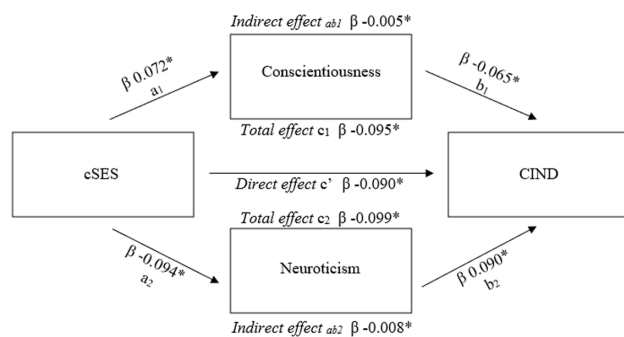 Indirect effect ab1 β -0.005*
β 0.072*
a1
Conscientiousness
β -0.065*
b1
Total effect c1 β -0.095*
cSES
Direct effect c’ β -0.090*
CIND
Total effect c2 β -0.099*
β -0.094*
a2
Neuroticism
β 0.090*
b2
Indirect effect ab2 β -0.008*